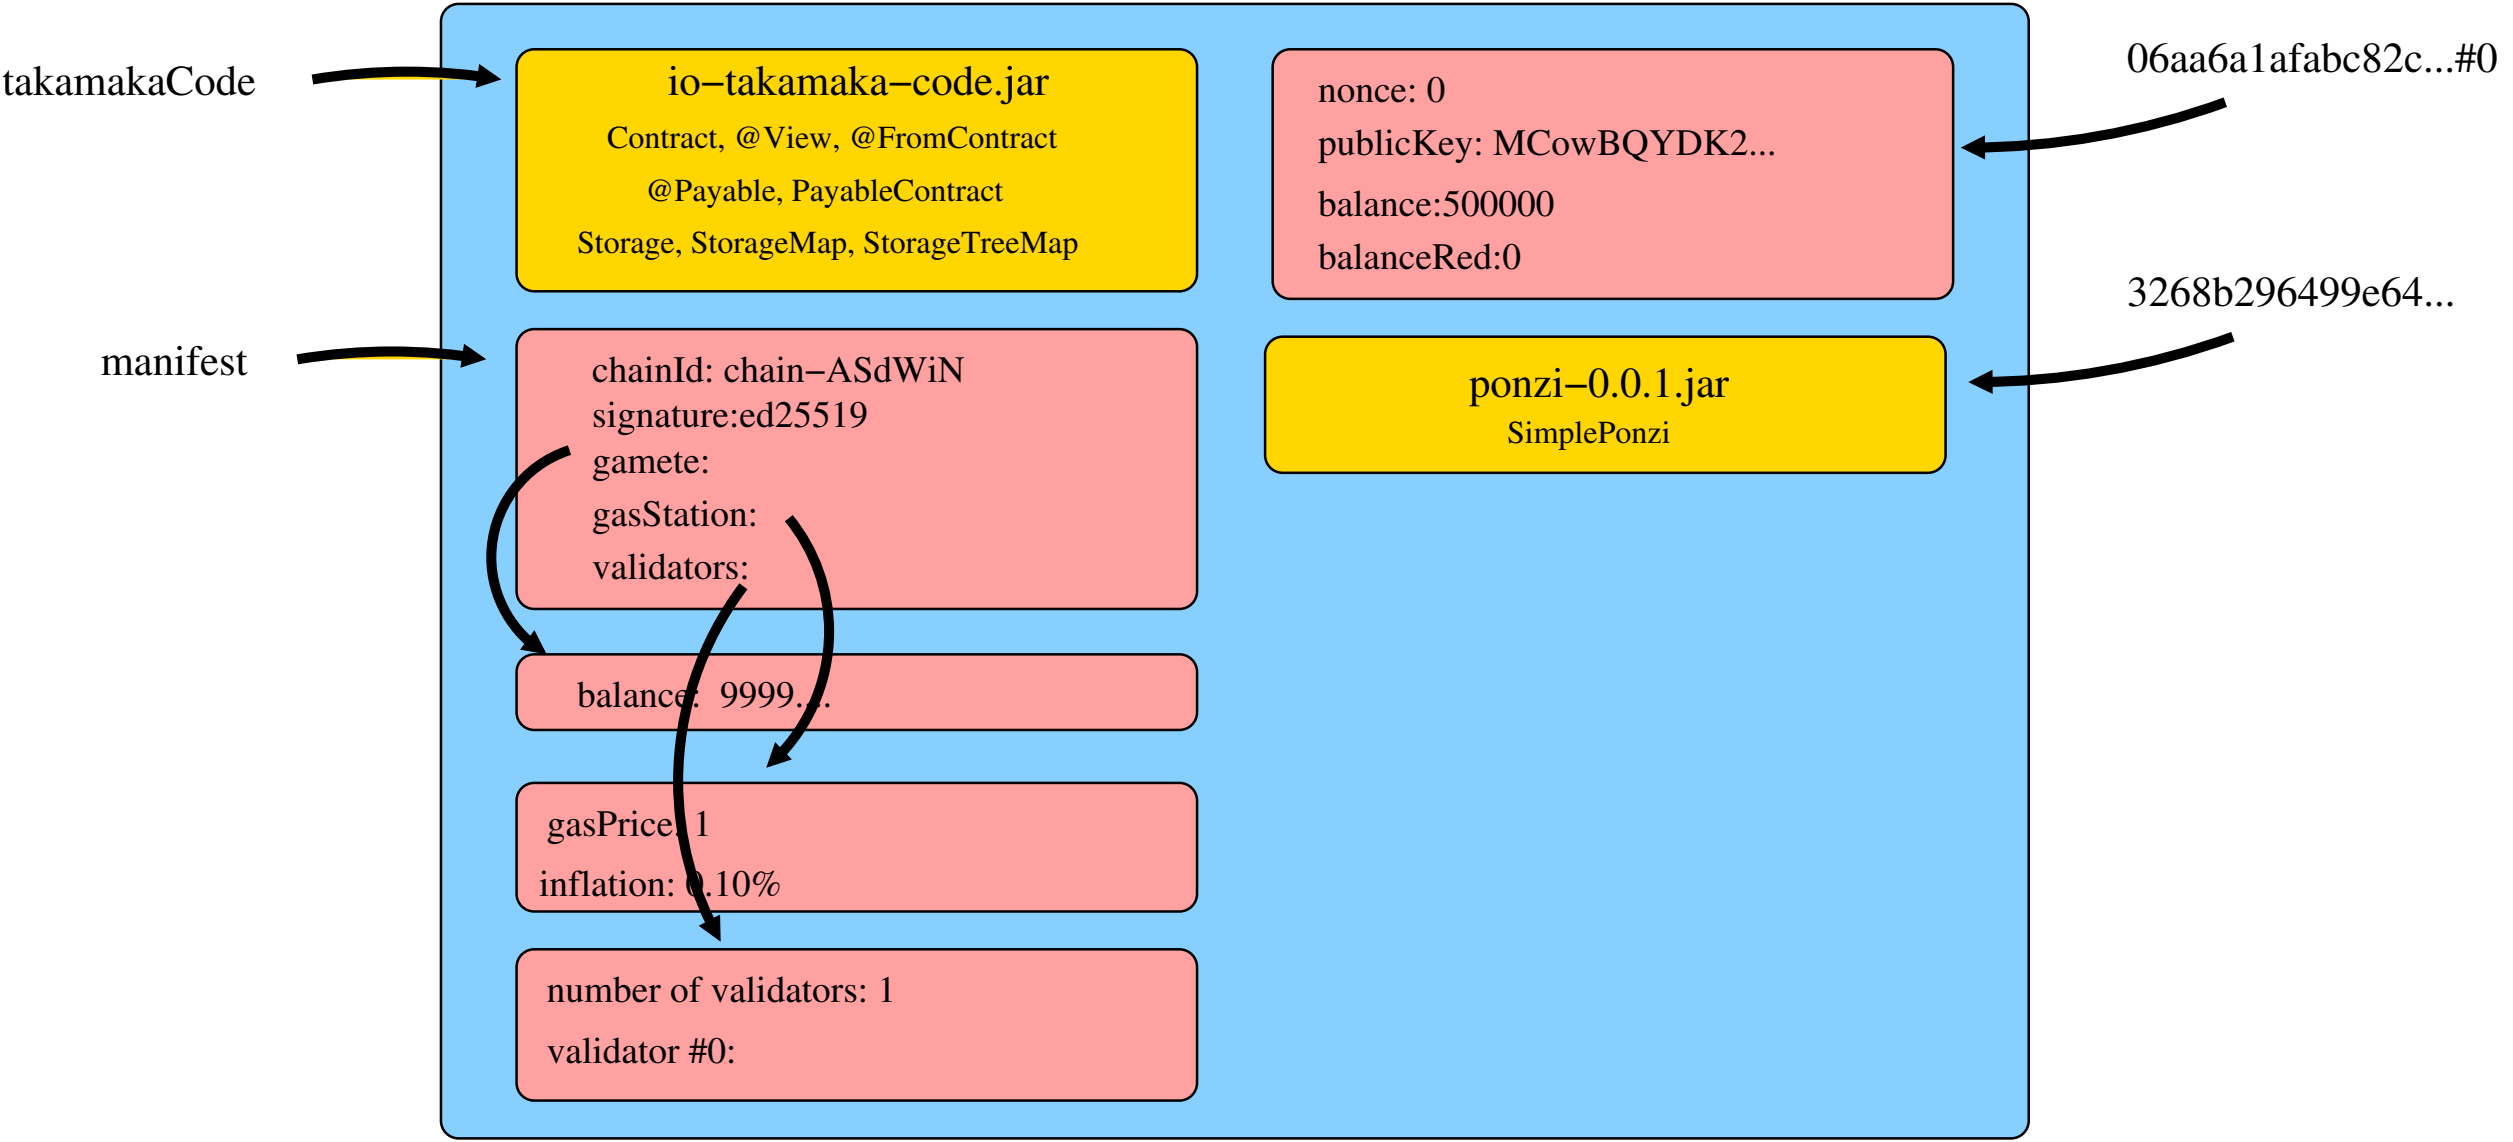 takamakaCode
io−takamaka−code.jar
Contract, @View, @FromContract
@Payable, PayableContract
Storage, StorageMap, StorageTreeMap
manifest
chainId: chain−ASdWiN
signature:ed25519
gamete:
gasStation:
validators:
balance: 9999....
gasPrice: 1
inflation: 0.10%
number of validators: 1
validator #0:
nonce: 0
publicKey: MCowBQYDK2...
balance:500000
balanceRed:0
06aa6a1afabc82c...#0
ponzi−0.0.1.jar
SimplePonzi
3268b296499e64...